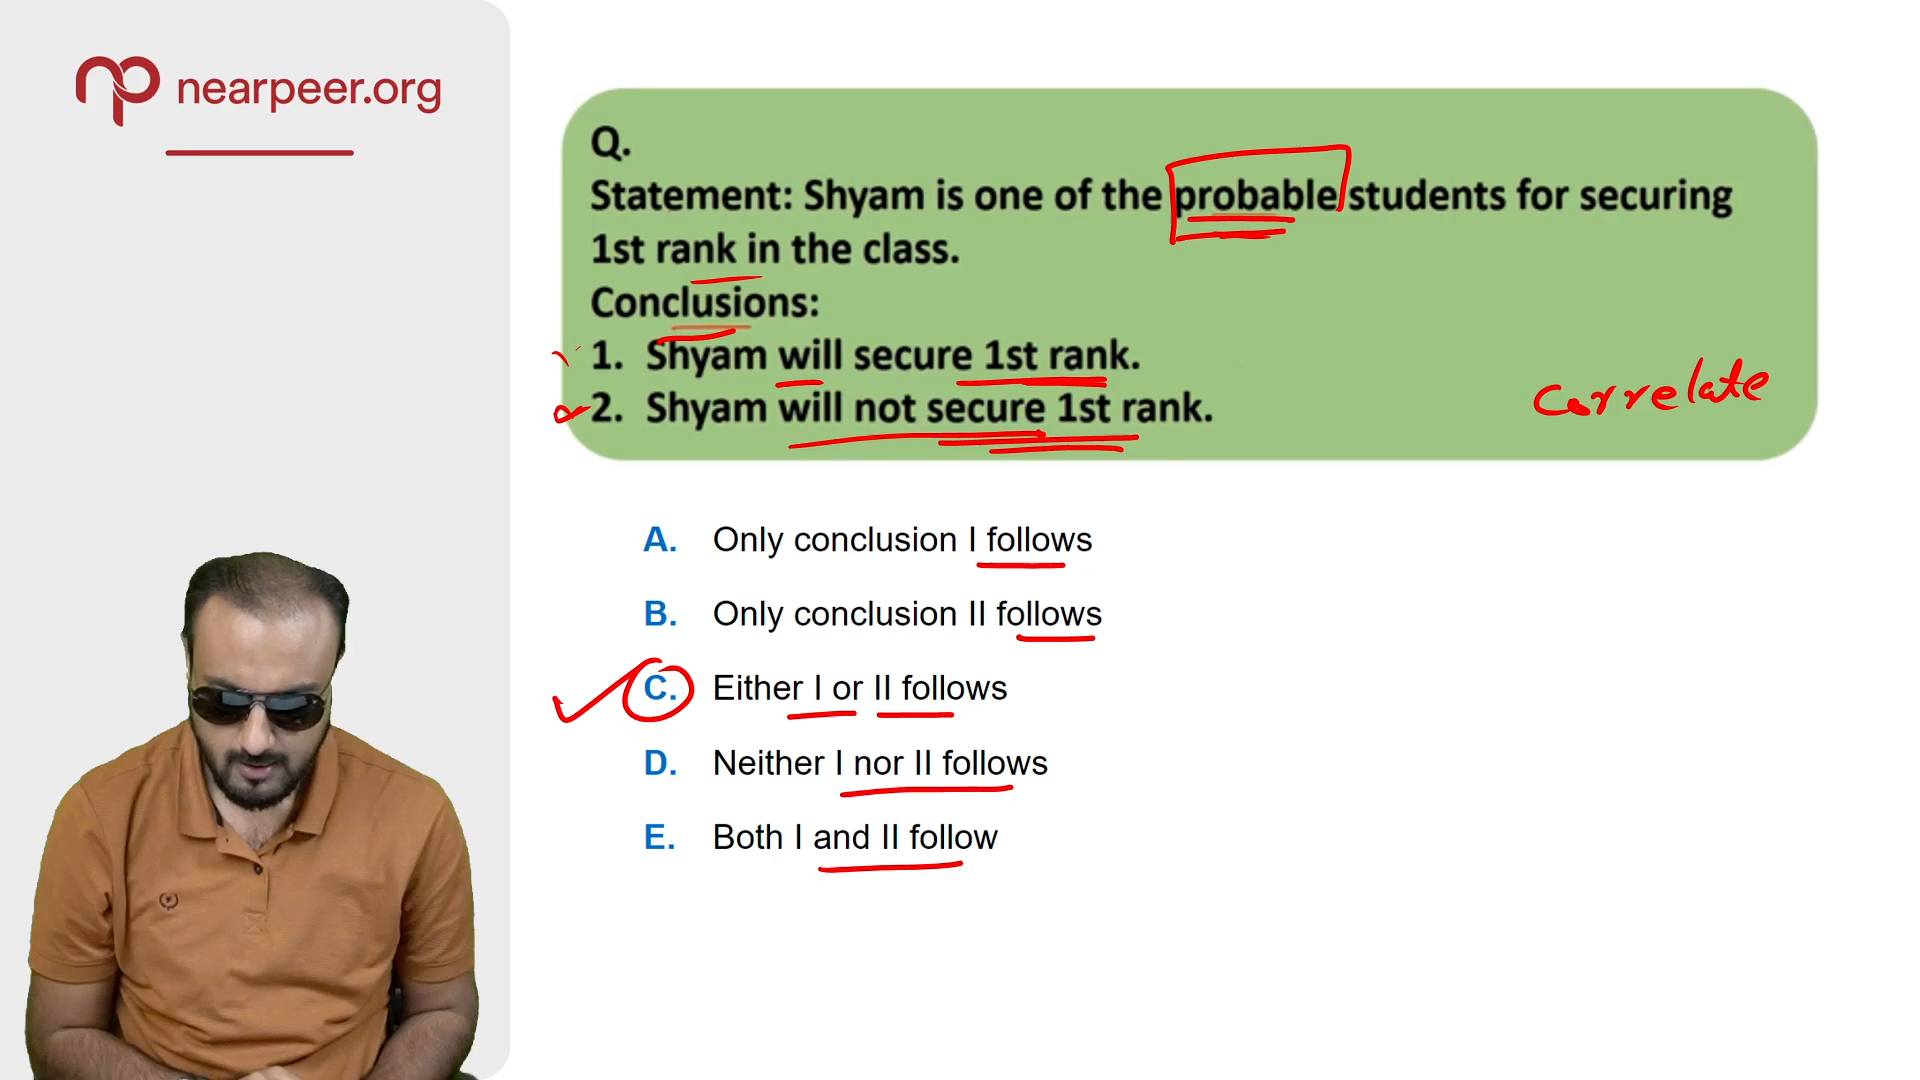 nearpeer.org
Q.
Statement: Shyam is one of the probable students for securing
1st rank in the class.
Conclusions:
1. Shyam will secure 1st rank.
2. Shyam will not secure 1st rank.
Correlate
A. Only conclusion I follows
B. Only conclusion II follows
C. Either I or II follows
D. Neither I nor II follows
E. Both I and II follow